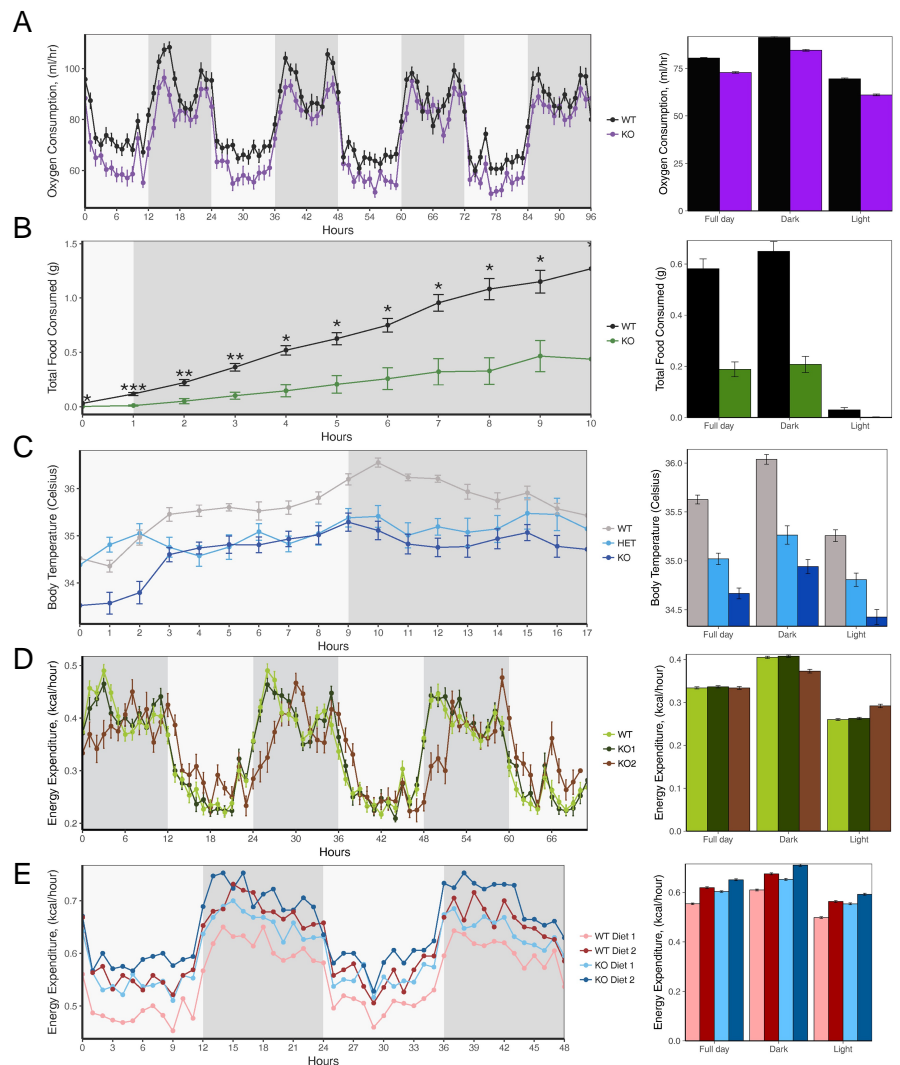 A
Oxygen Consumption, (ml/hr)
100
80
60
0 6 12 18 24 30 36 42 48 54 60 66 72 78 84 90 96
Hours
WT
KO
Oxygen Consumption, (ml/hr)
75
50
25
0
Full day Dark Light
B
Total Food Consumed (g)
1.5
1.0
0.5
0.0
* *** ** ** * * * * * * *
0 1 2 3 4 5 6 7 8 9 10
Hours
WT
KO
Total Food Consumed (g)
0.6
0.4
0.2
0.0
Full day Dark Light
C
Body Temperature (Celsius)
36
35
34
0 1 2 3 4 5 6 7 8 9 10 11 12 13 14 15 16 17
Hours
WT
HET
KO
Body Temperature (Celsius)
36.0
35.5
35.0
34.5
Full day Dark Light
D
Energy Expenditure, (kcal/hour)
0.5
0.4
0.3
0.2
0 6 12 18 24 30 36 42 48 54 60 66
Hours
WT
KO1
KO2
Energy Expenditure, (kcal/hour)
0.4
0.3
0.2
0.1
0.0
Full day Dark Light
E
Energy Expenditure, (kcal/hour)
0.7
0.6
0.5
0 3 6 9 12 15 18 21 24 27 30 33 36 39 42 45 48
Hours
WT Diet 1
WT Diet 2
KO Diet 1
KO Diet 2
Energy Expenditure, (kcal/hour)
0.6
0.4
0.2
0.0
Full day Dark Light